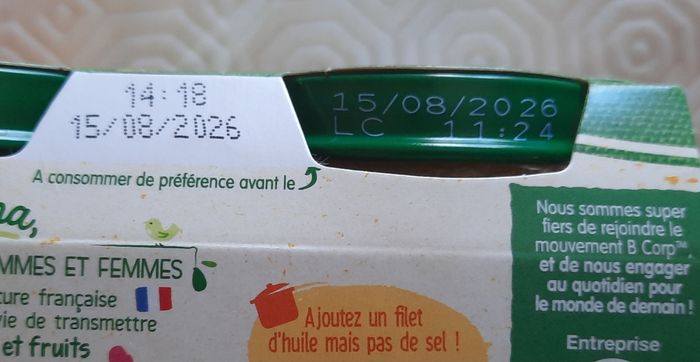 14:18
15/08/2026
15/08/2026
LC 11:24
A consommer de préférence avant le
MMES ET FEMMES
ture française
vie de transmettre
et fruits
Ajoutez un filet
d'huile mais pas de sel !
Nous sommes super
fiers de rejoindre le
mouvement B Corp™,
et de nous engager
au quotidien pour
le monde de demain !
Entreprise